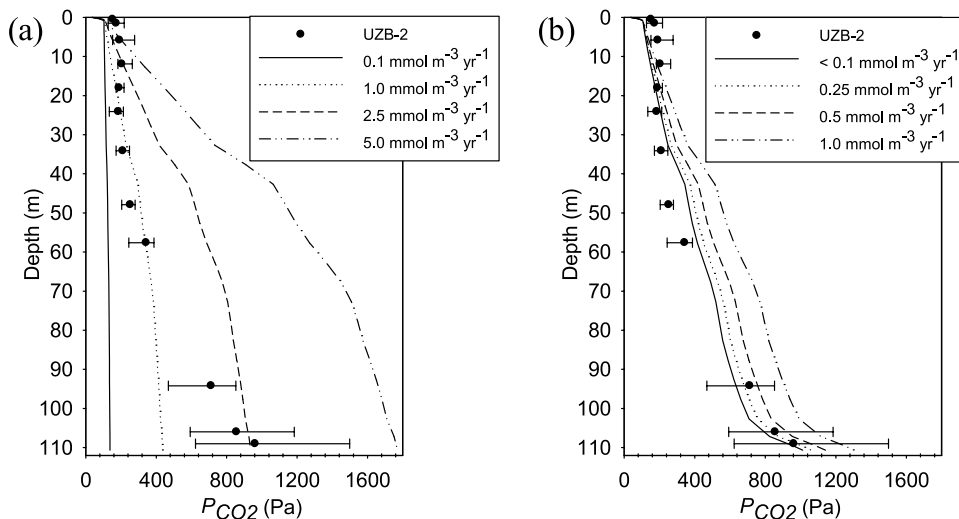 (a)
UZB-2
0.1 mmol m-3 yr-1
1.0 mmol m-3 yr-1
2.5 mmol m-3 yr-1
5.0 mmol m-3 yr-1
Depth (m)
0
10
20
30
40
50
60
70
80
90
100
110
0 400 800 1200 1600
PCO2 (Pa)
(b)
UZB-2
< 0.1 mmol m-3 yr-1
0.25 mmol m-3 yr-1
0.5 mmol m-3 yr-1
1.0 mmol m-3 yr-1
Depth (m)
0
10
20
30
40
50
60
70
80
90
100
110
0 400 800 1200 1600
PCO2 (Pa)